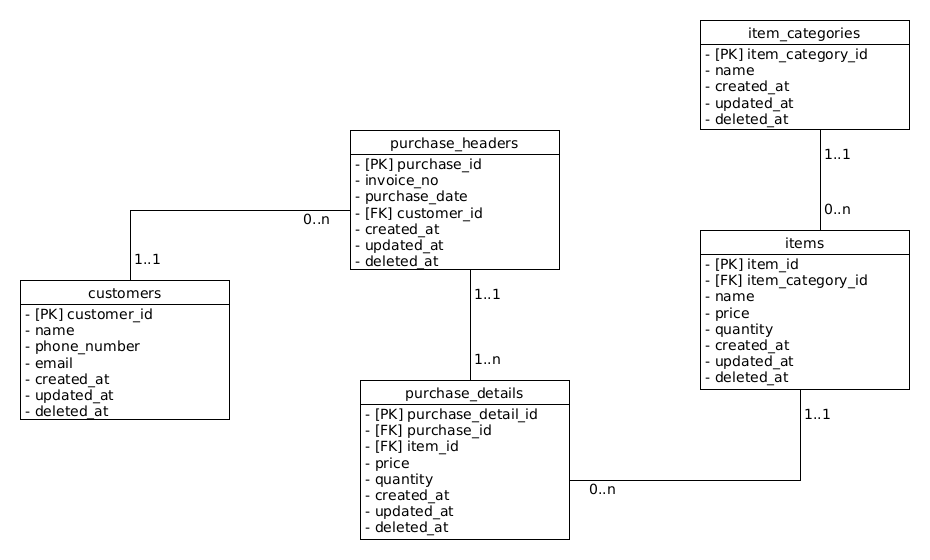 item_categories
- [PK] item_category_id
- name
- created_at
- updated_at
- deleted_at
1..1
0..n
purchase_headers
- [PK] purchase_id
- invoice_no
- purchase_date
- [FK] customer_id
- created_at
- updated_at
- deleted_at
0..n
1..1
customers
- [PK] customer_id
- name
- phone_number
- email
- created_at
- updated_at
- deleted_at
1..1
1..n
items
- [PK] item_id
- [FK] item_category_id
- name
- price
- quantity
- created_at
- updated_at
- deleted_at
1..1
0..n
purchase_details
- [PK] purchase_detail_id
- [FK] purchase_id
- [FK] item_id
- price
- quantity
- created_at
- updated_at
- deleted_at